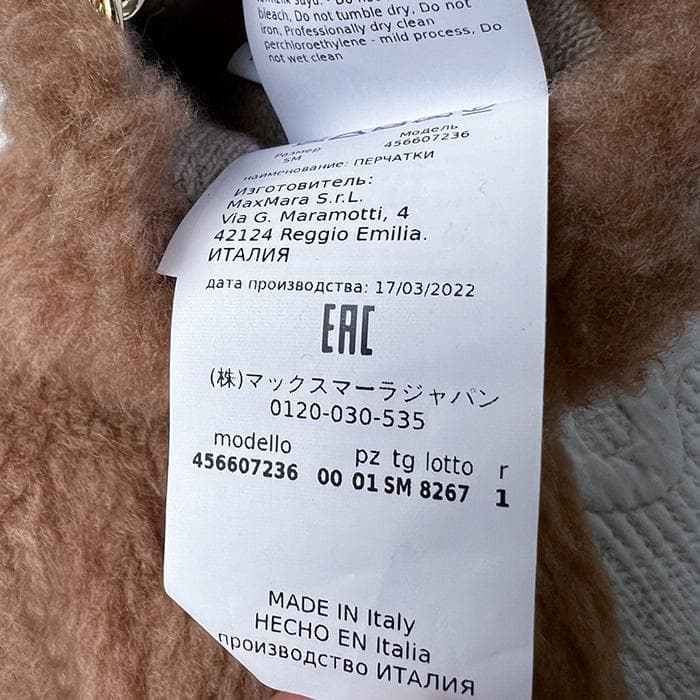 bleach, Do not tumble dry, Do not
iron, Professionally dry clean
perchloroethylene - mild process, Do
not wet clean
Размер Модель
SM 456607236
наименование: ПЕРЧАТКИ
Изготовитель:
MaxMara S.r.L.
Via G. Maramotti, 4
42124 Reggio Emilia.
ИТАЛИЯ
дата производства: 17/03/2022
EAC
(株)マックスマーラジャパン
0120-030-535
modello pz tg lotto r
456607236 00 01 SM 8267 1
MADE IN Italy
HECHO EN Italia
производство ИТАЛИЯ